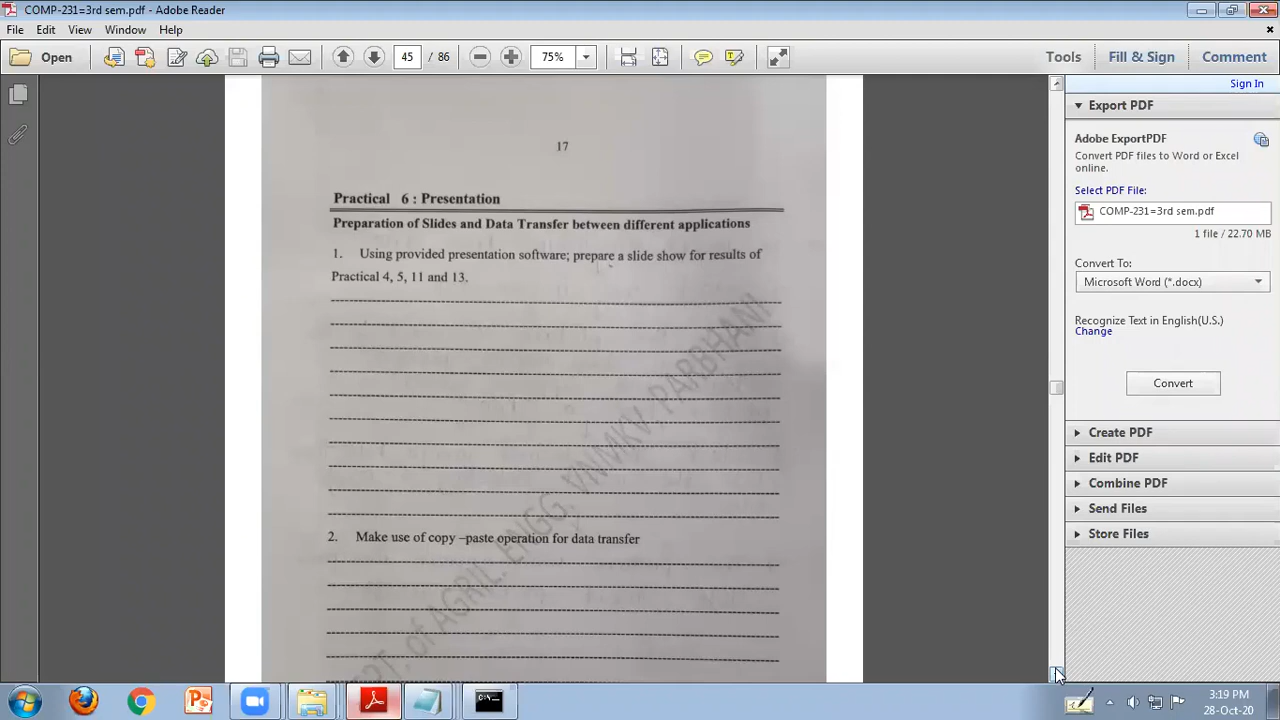 COMP-231=3rd sem.pdf - Adobe Reader
File Edit View Window Help
Open 45 / 86 75% Tools Fill & Sign Comment
Sign In
Export PDF
Adobe ExportPDF
Convert PDF files to Word or Excel
online.
Select PDF File:
COMP-231=3rd sem.pdf
1 file / 22.70 MB
Convert To:
Microsoft Word (*.docx)
Recognize Text in English(U.S.)
Change
Convert
Create PDF
Edit PDF
Combine PDF
Send Files
Store Files
17
Practical 6 : Presentation
Preparation of Slides and Data Transfer between different applications
1. Using provided presentation software; prepare a slide show for results of
Practical 4, 5, 11 and 13.
2. Make use of copy –paste operation for data transfer
of AGRIL. ENGG. VNMKV, PARBHANI
3:19 PM
28-Oct-20